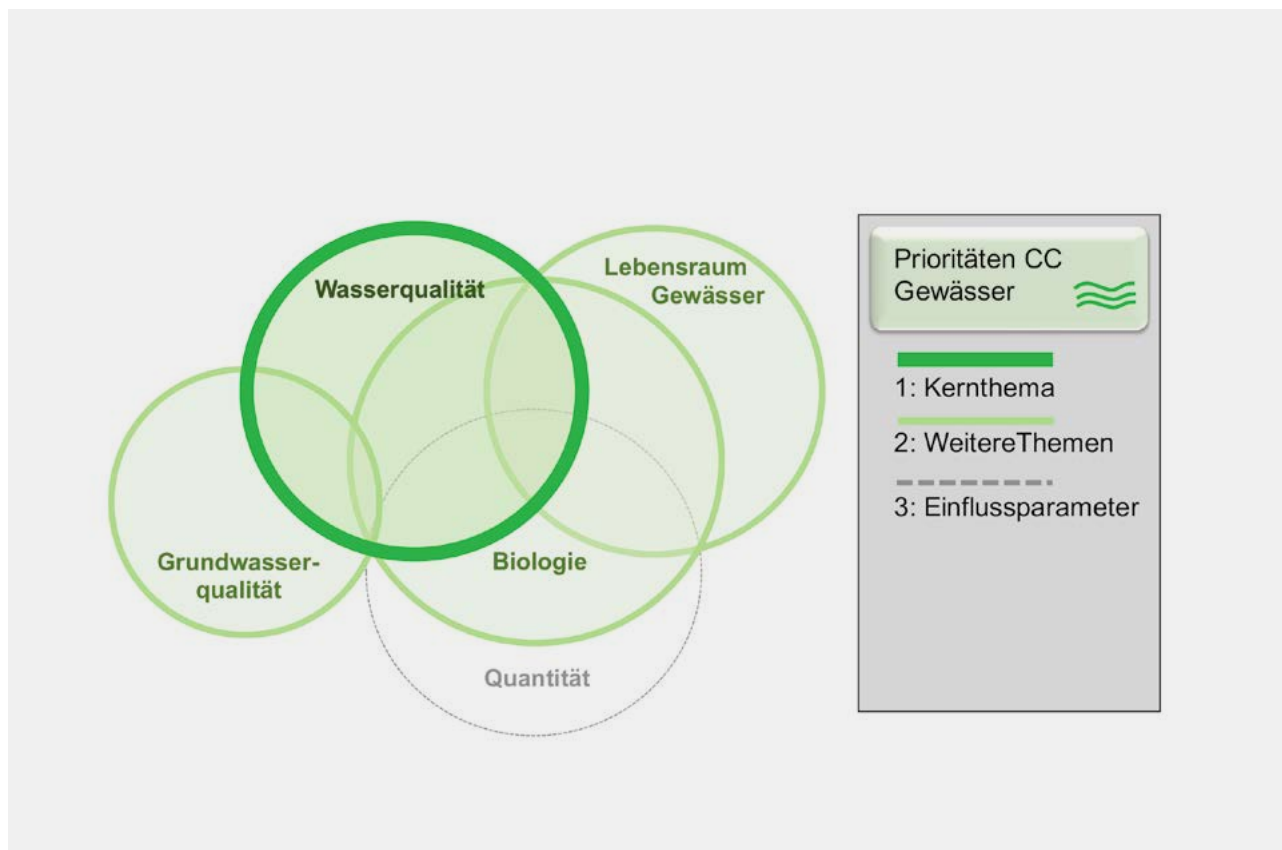 Wasserqualität
Lebensraum
Gewässer
Grundwasser-
qualität
Biologie
Quantität
Prioritäten CC
Gewässer
1: Kernthema
2: WeitereThemen
3: Einflussparameter